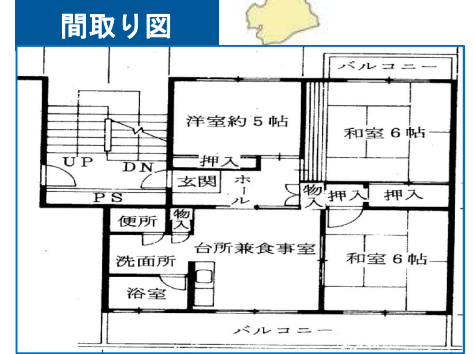 間取り図
バルコニー
洋室約5帖
和室6帖
押入
UP
DN
玄関
ホール
物入
押入
押入
PS
便所
物入
台所兼食事室
洗面所
和室6帖
浴室
バルコニー